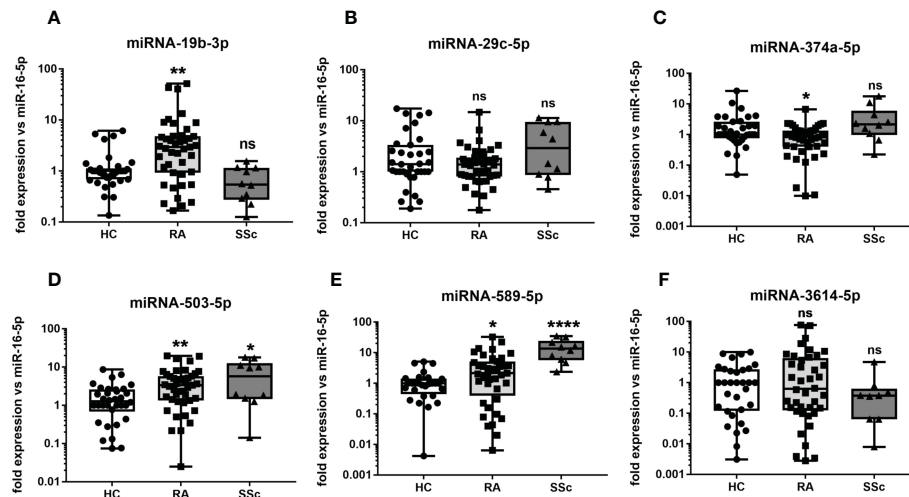 A
miRNA-19b-3p
fold expression vs miR-16-5p
100
10
1
0.1
**
ns
HC
RA
SSc
B
miRNA-29c-5p
fold expression vs miR-16-5p
100
10
1
0.1
ns
ns
HC
RA
SSc
C
miRNA-374a-5p
fold expression vs miR-16-5p
100
10
1
0.1
0.01
0.001
*
ns
HC
RA
SSc
D
miRNA-503-5p
fold expression vs miR-16-5p
100
10
1
0.1
0.01
**
*
HC
RA
SSc
E
miRNA-589-5p
fold expression vs miR-16-5p
100
10
1
0.1
0.01
0.001
*
****
HC
RA
SSc
F
miRNA-3614-5p
fold expression vs miR-16-5p
100
10
1
0.1
0.01
0.001
ns
ns
HC
RA
SSc